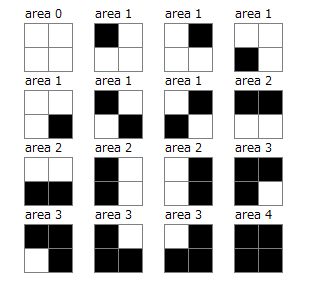 area 0 area 1 area 1 area 1
area 1 area 1 area 1 area 2
area 2 area 2 area 2 area 3
area 3 area 3 area 3 area 4